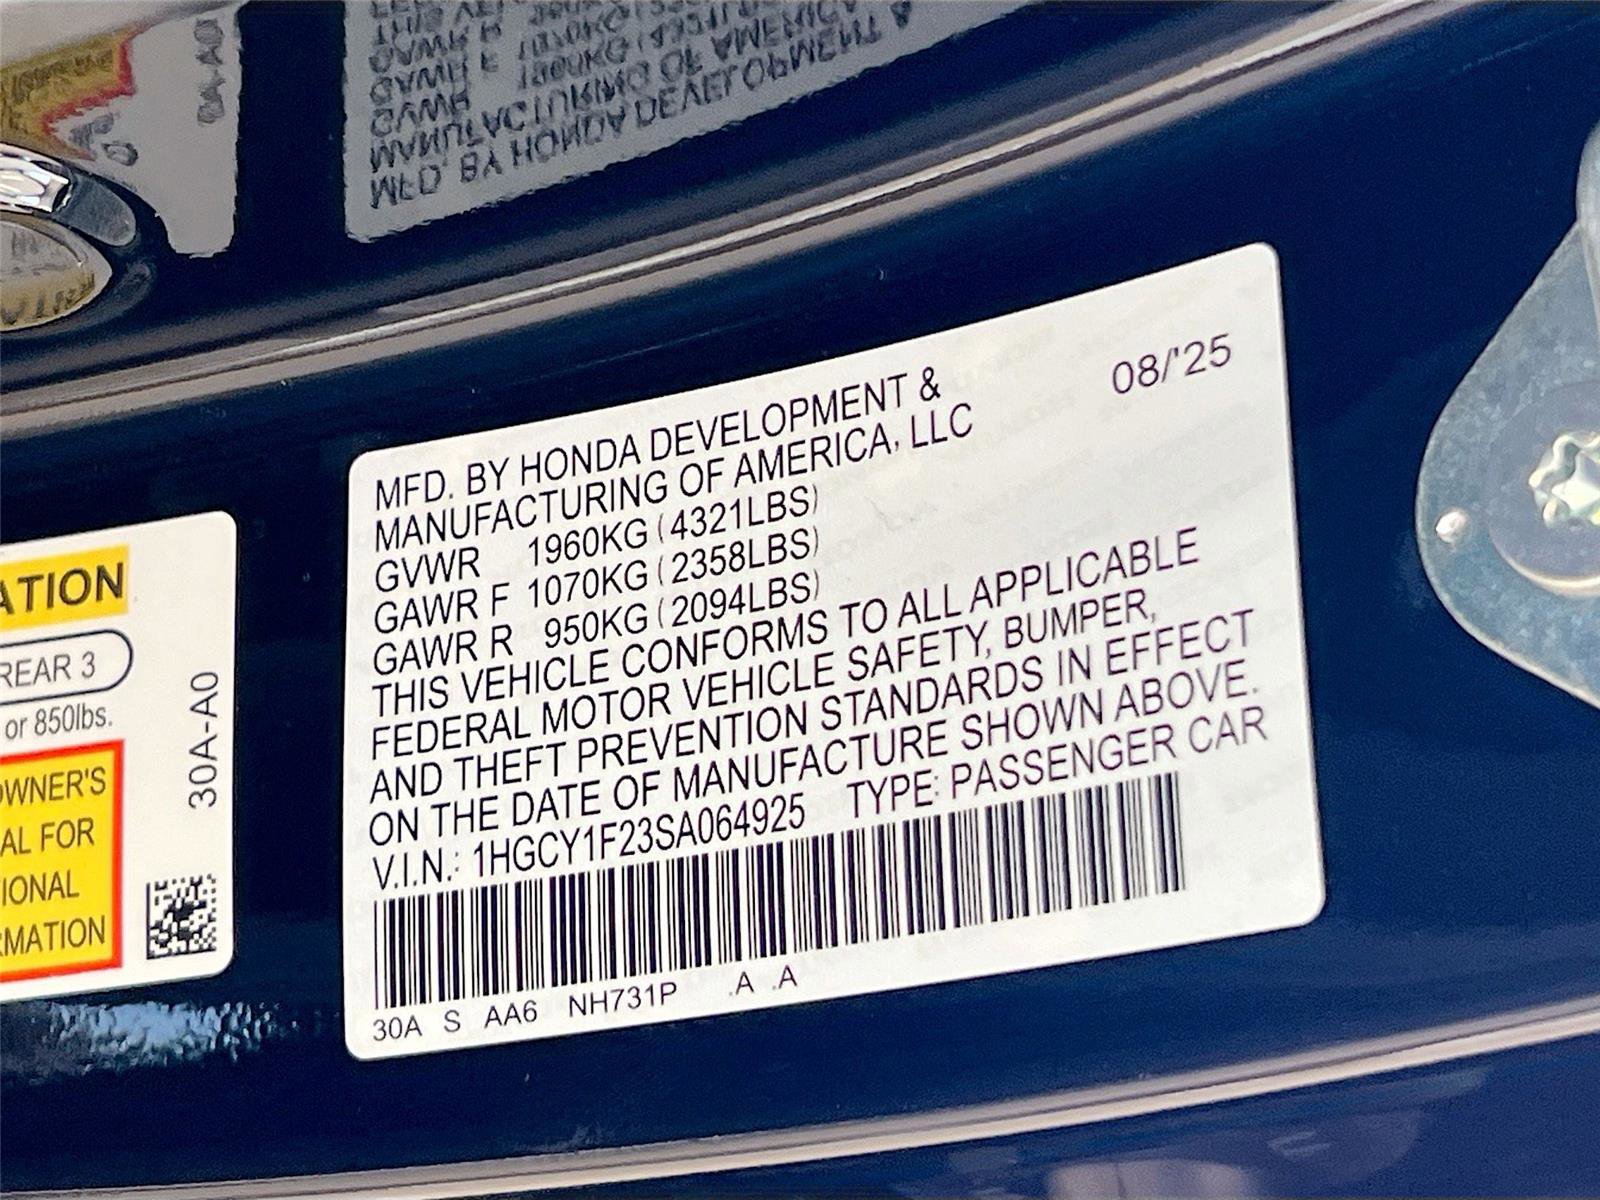 MFD. BY HONDA DEVELOPMENT &
MANUFACTURING OF AMERICA, LLC
08/'25
GVWR 1960KG (4321LBS)
GAWR F 1070KG (2358LBS)
GAWR R 950KG (2094LBS)
THIS VEHICLE CONFORMS TO ALL APPLICABLE
FEDERAL MOTOR VEHICLE SAFETY, BUMPER,
AND THEFT PREVENTION STANDARDS IN EFFECT
ON THE DATE OF MANUFACTURE SHOWN ABOVE.
V.I.N.: 1HGCY1F23SA064925 TYPE: PASSENGER CAR
30A S AA6 NH731P .A .A
ATION
REAR 3
or 850lbs.
OWNER'S
AL FOR
IONAL
RMATION
30A-A0